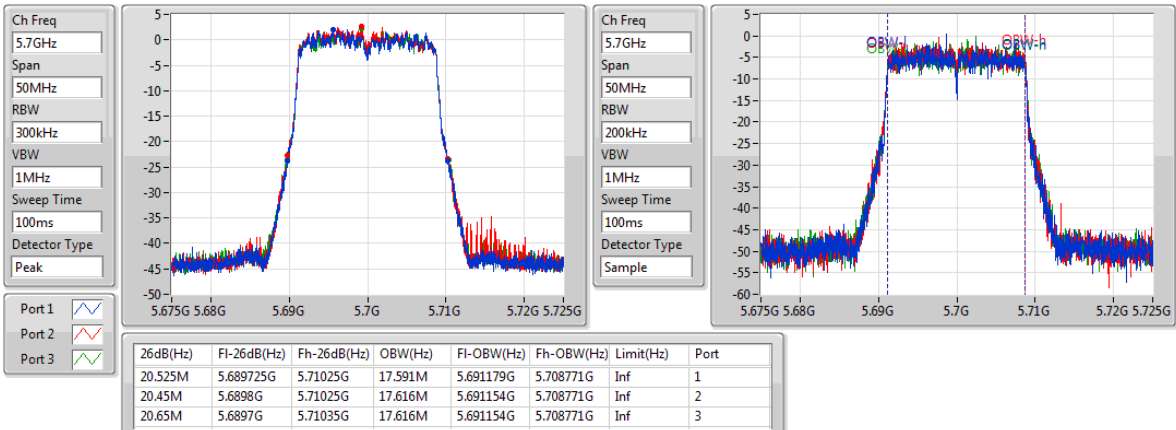 Ch Freq
5.7GHz
Span
50MHz
RBW
300kHz
VBW
1MHz
Sweep Time
100ms
Detector Type
Peak
Port 1
Port 2
Port 3
5
0
-5
-10
-15
-20
-25
-30
-35
-40
-45
-50
5.675G 5.68G 5.69G 5.7G 5.71G 5.72G 5.725G
Ch Freq
5.7GHz
Span
50MHz
RBW
200kHz
VBW
1MHz
Sweep Time
100ms
Detector Type
Sample
5
0
-5
-10
-15
-20
-25
-30
-35
-40
-45
-50
-55
-60
OBW-h
5.675G 5.68G 5.69G 5.7G 5.71G 5.72G 5.725G
26dB(Hz) Fl-26dB(Hz) Fh-26dB(Hz) OBW(Hz) Fl-OBW(Hz) Fh-OBW(Hz) Limit(Hz) Port
20.525M 5.689725G 5.71025G 17.591M 5.691179G 5.708771G Inf 1
20.45M 5.6898G 5.71025G 17.616M 5.691154G 5.708771G Inf 2
20.65M 5.6897G 5.71035G 17.616M 5.691154G 5.708771G Inf 3